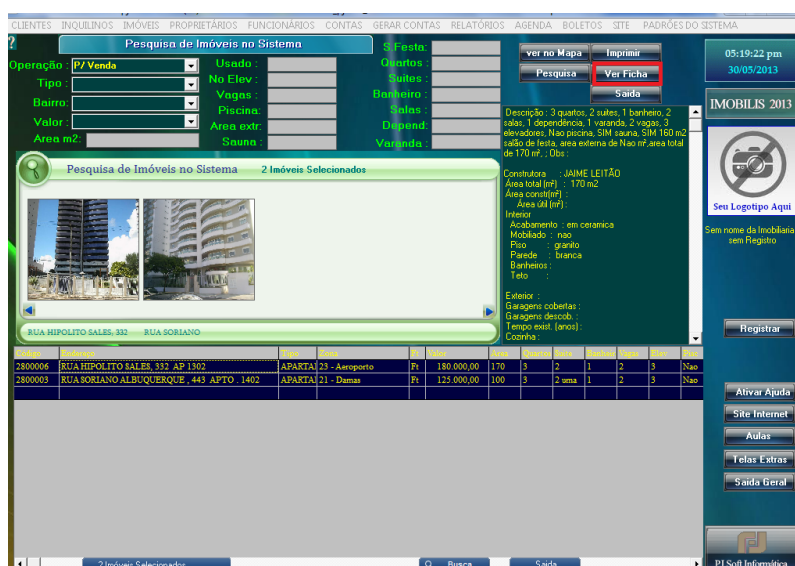 CLIENTES INQUILINOS IMÓVEIS PROPRIETÁRIOS FUNCIONÁRIOS CONTAS GERAR CONTAS RELATÓRIOS AGENDA BOLETOS SITE PADRÕES DO SISTEMA
?
Pesquisa de Imóveis no Sistema
Operação : P/ Venda
Tipo :
Bairro:
Valor :
Area m2:
Usado :
No Elev :
Vagas :
Piscina:
Area extr:
Sauna :
S.Festa:
Quartos :
Suites :
Banheiro :
Salas :
Depend:
Varanda :
ver no Mapa Imprimir
Pesquisa Ver Ficha
Saida
05:19:22 pm
30/05/2013
IMOBILIS 2013
Seu Logotipo Aqui
Sem nome da Imobiliaria
sem Registro
Registrar
Ativar Ajuda
Site Internet
Aulas
Telas Extras
Saida Geral
PJ Soft Informática
Descrição : 3 quartos, 2 suites, 1 banheiro, 2
salas, 1 dependência, 1 varanda, 2 vagas, 3
elevadores, Nao piscina, SIM sauna, SIM 160 m2
salão de festa, area externa de Nao m²,area total
de 170 m², ; Obs :
Construtora : JAIME LEITÃO
Área total (m²) : 170 m2
Área constr(m²) :
Área útil (m²) :
Interior
Acabamento : em ceramica
Mobiliado : nao
Piso : granito
Parede : branca
Banheiros :
Teto :
Exterior :
Garagens cobertas :
Garagens descob. :
Tempo exist. (anos) :
Cozinha :
Pesquisa de Imóveis no Sistema 2 Imóveis Selecionados
RUA HIPOLITO SALES, 332 RUA SORIANO
Código Endereço Tipo Zona Ft Valor Area Quartos Suite Banheir Vagas Elev Pisc
2800006 RUA HIPOLITO SALES, 332 AP 1302 APARTAI 23 - Aeroporto Ft 180.000,00 170 3 2 1 2 3 Nao
2800003 RUA SORIANO ALBUQUERQUE , 443 APTO . 1402 APARTAI 21 - Damas Ft 125.000,00 100 3 2 uma 1 2 3 Nao
2 Imóveis Selecionados Busca Saida